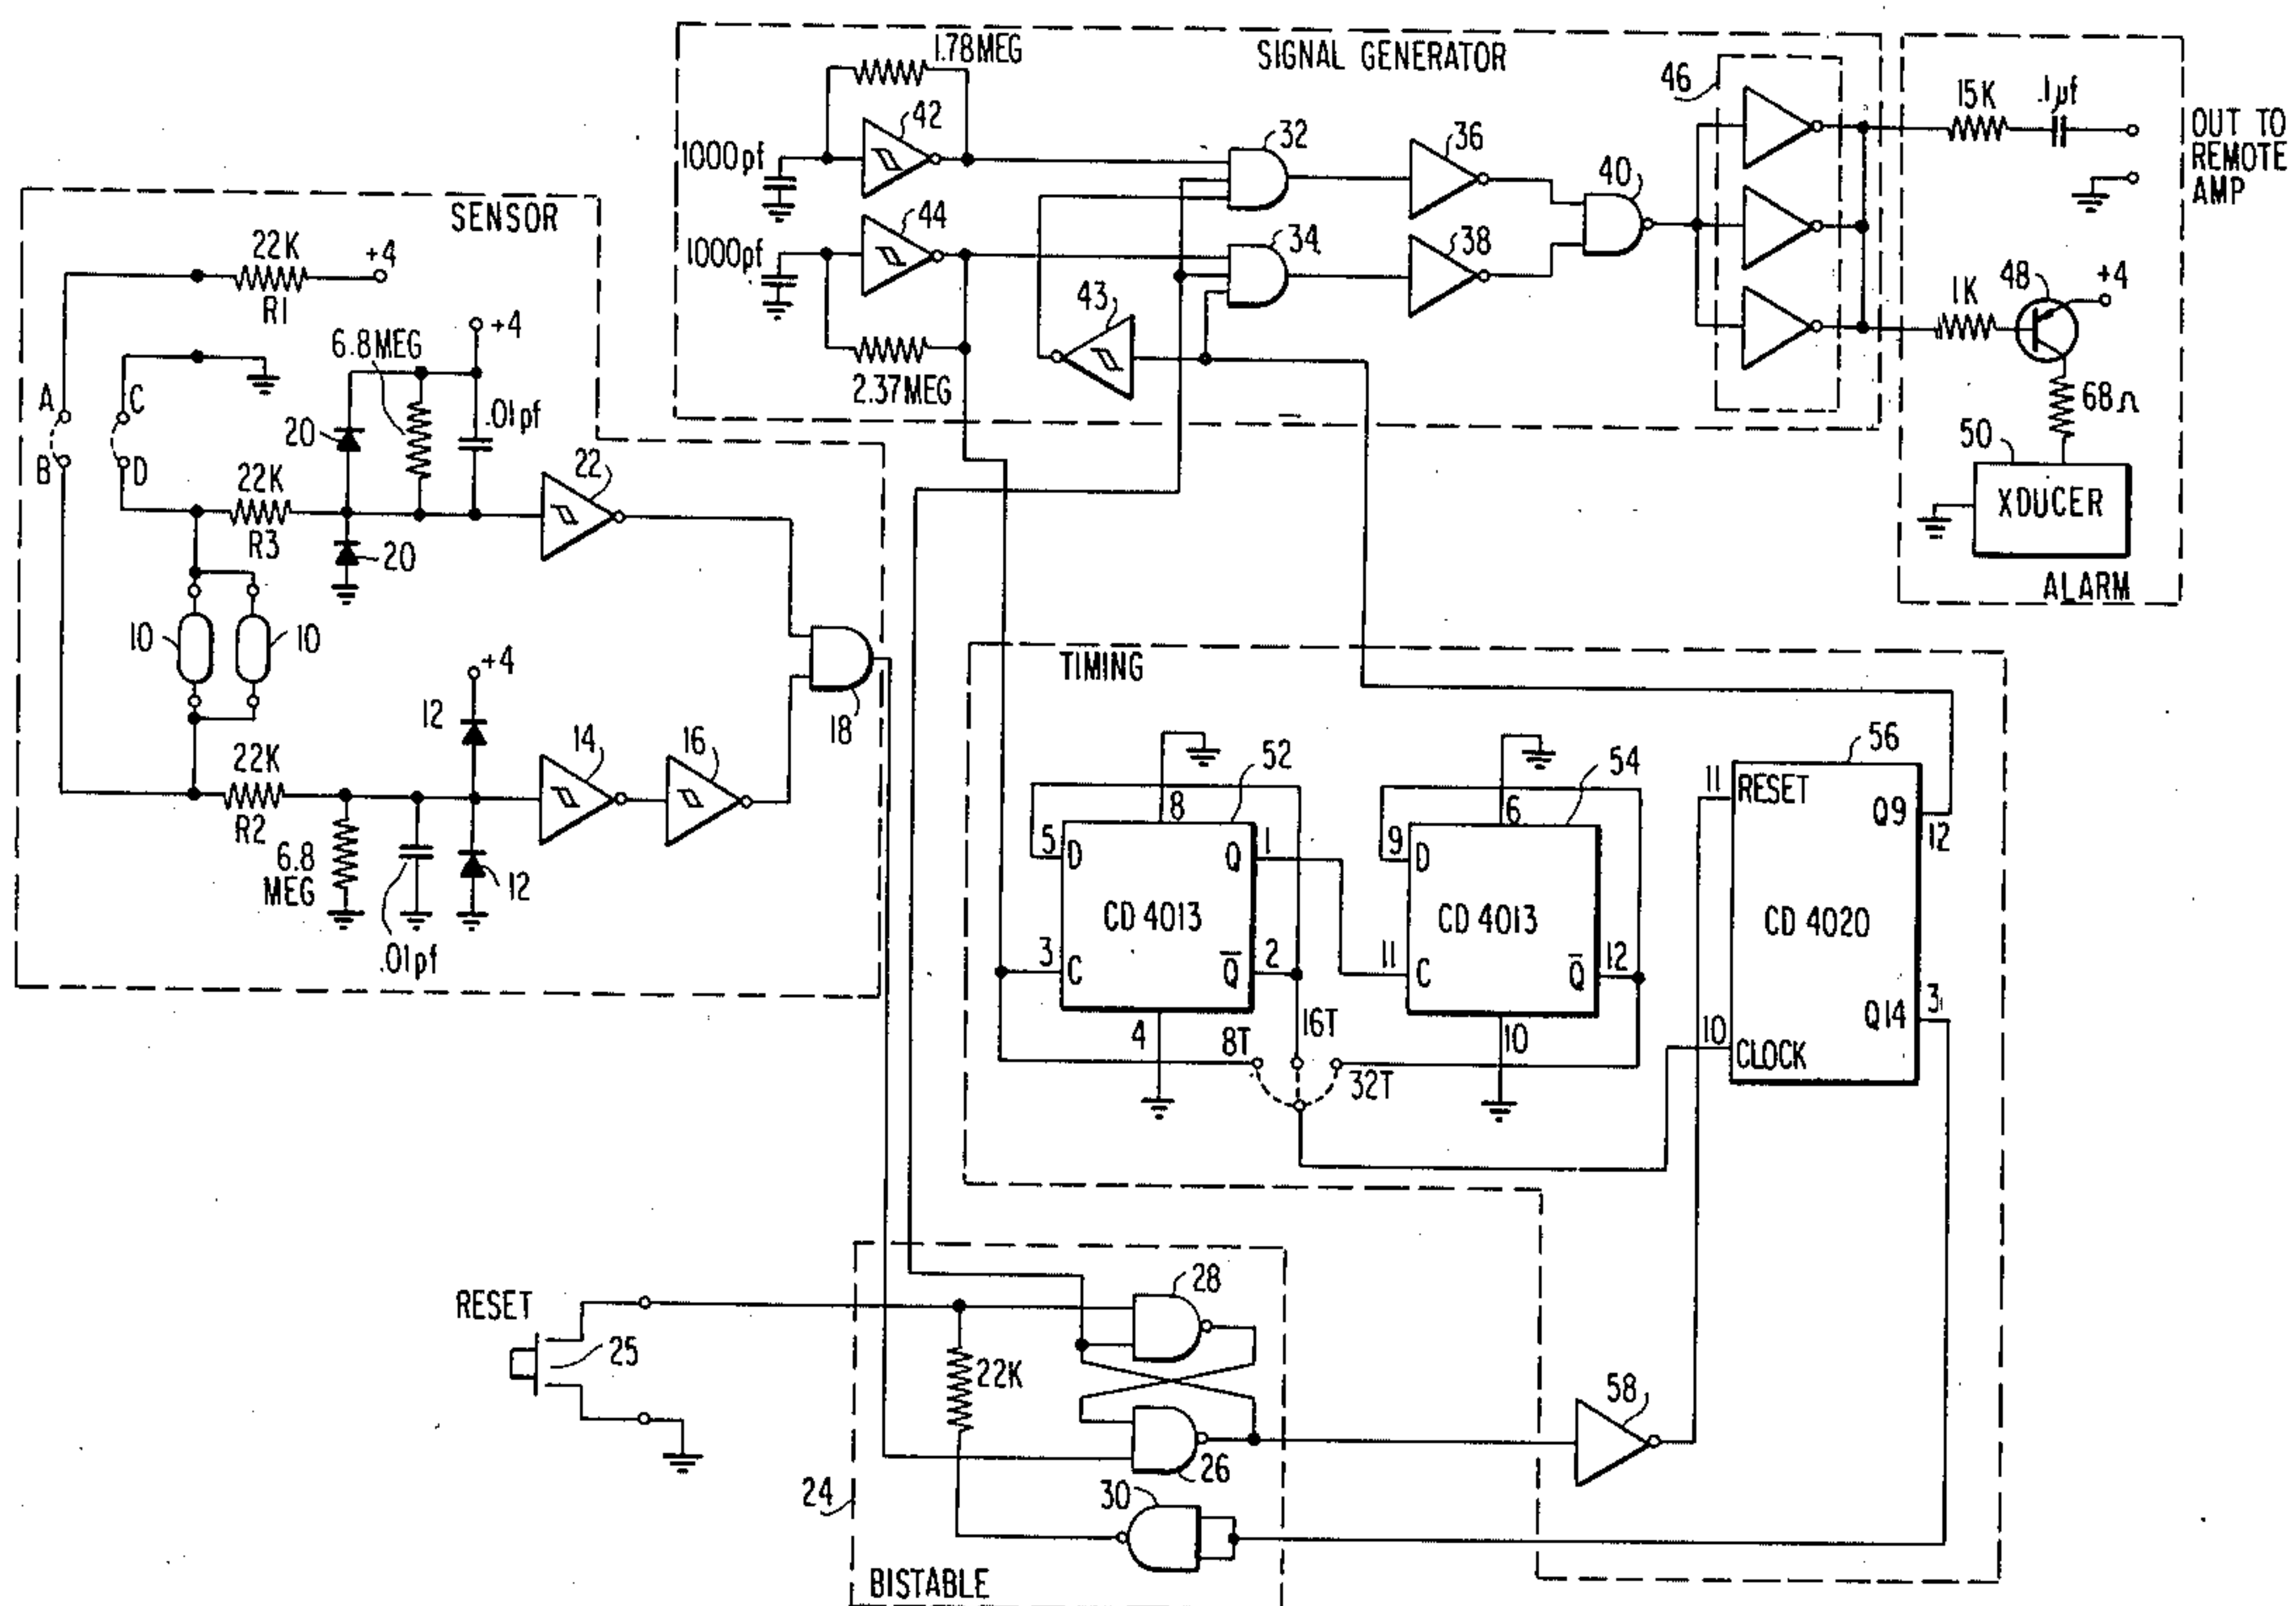 SIGNAL GENERATOR
1.78MEG
42
1000pf
44
1000pf
2.37MEG
43
32
34
36
38
40
46
15K
.1µf
OUT TO
REMOTE
AMP
1K
48
+4
68Ω
50
XDUCER
ALARM
SENSOR
22K
R1
+4
A
B
C
D
6.8MEG
+4
.01pf
20
22K
R3
20
22
10
10
18
+4
12
14
16
22K
R2
6.8
MEG
.01pf
12
TIMING
52
8
5
D
Q
1
CD 4013
3
C
Q̅
2
4
54
6
9
D
CD 4013
11
C
Q̅
12
10
8T
16T
32T
56
11
RESET
Q9
12
CD 4020
Q14
3
10
CLOCK
RESET
25
22K
28
26
30
24
BISTABLE
58